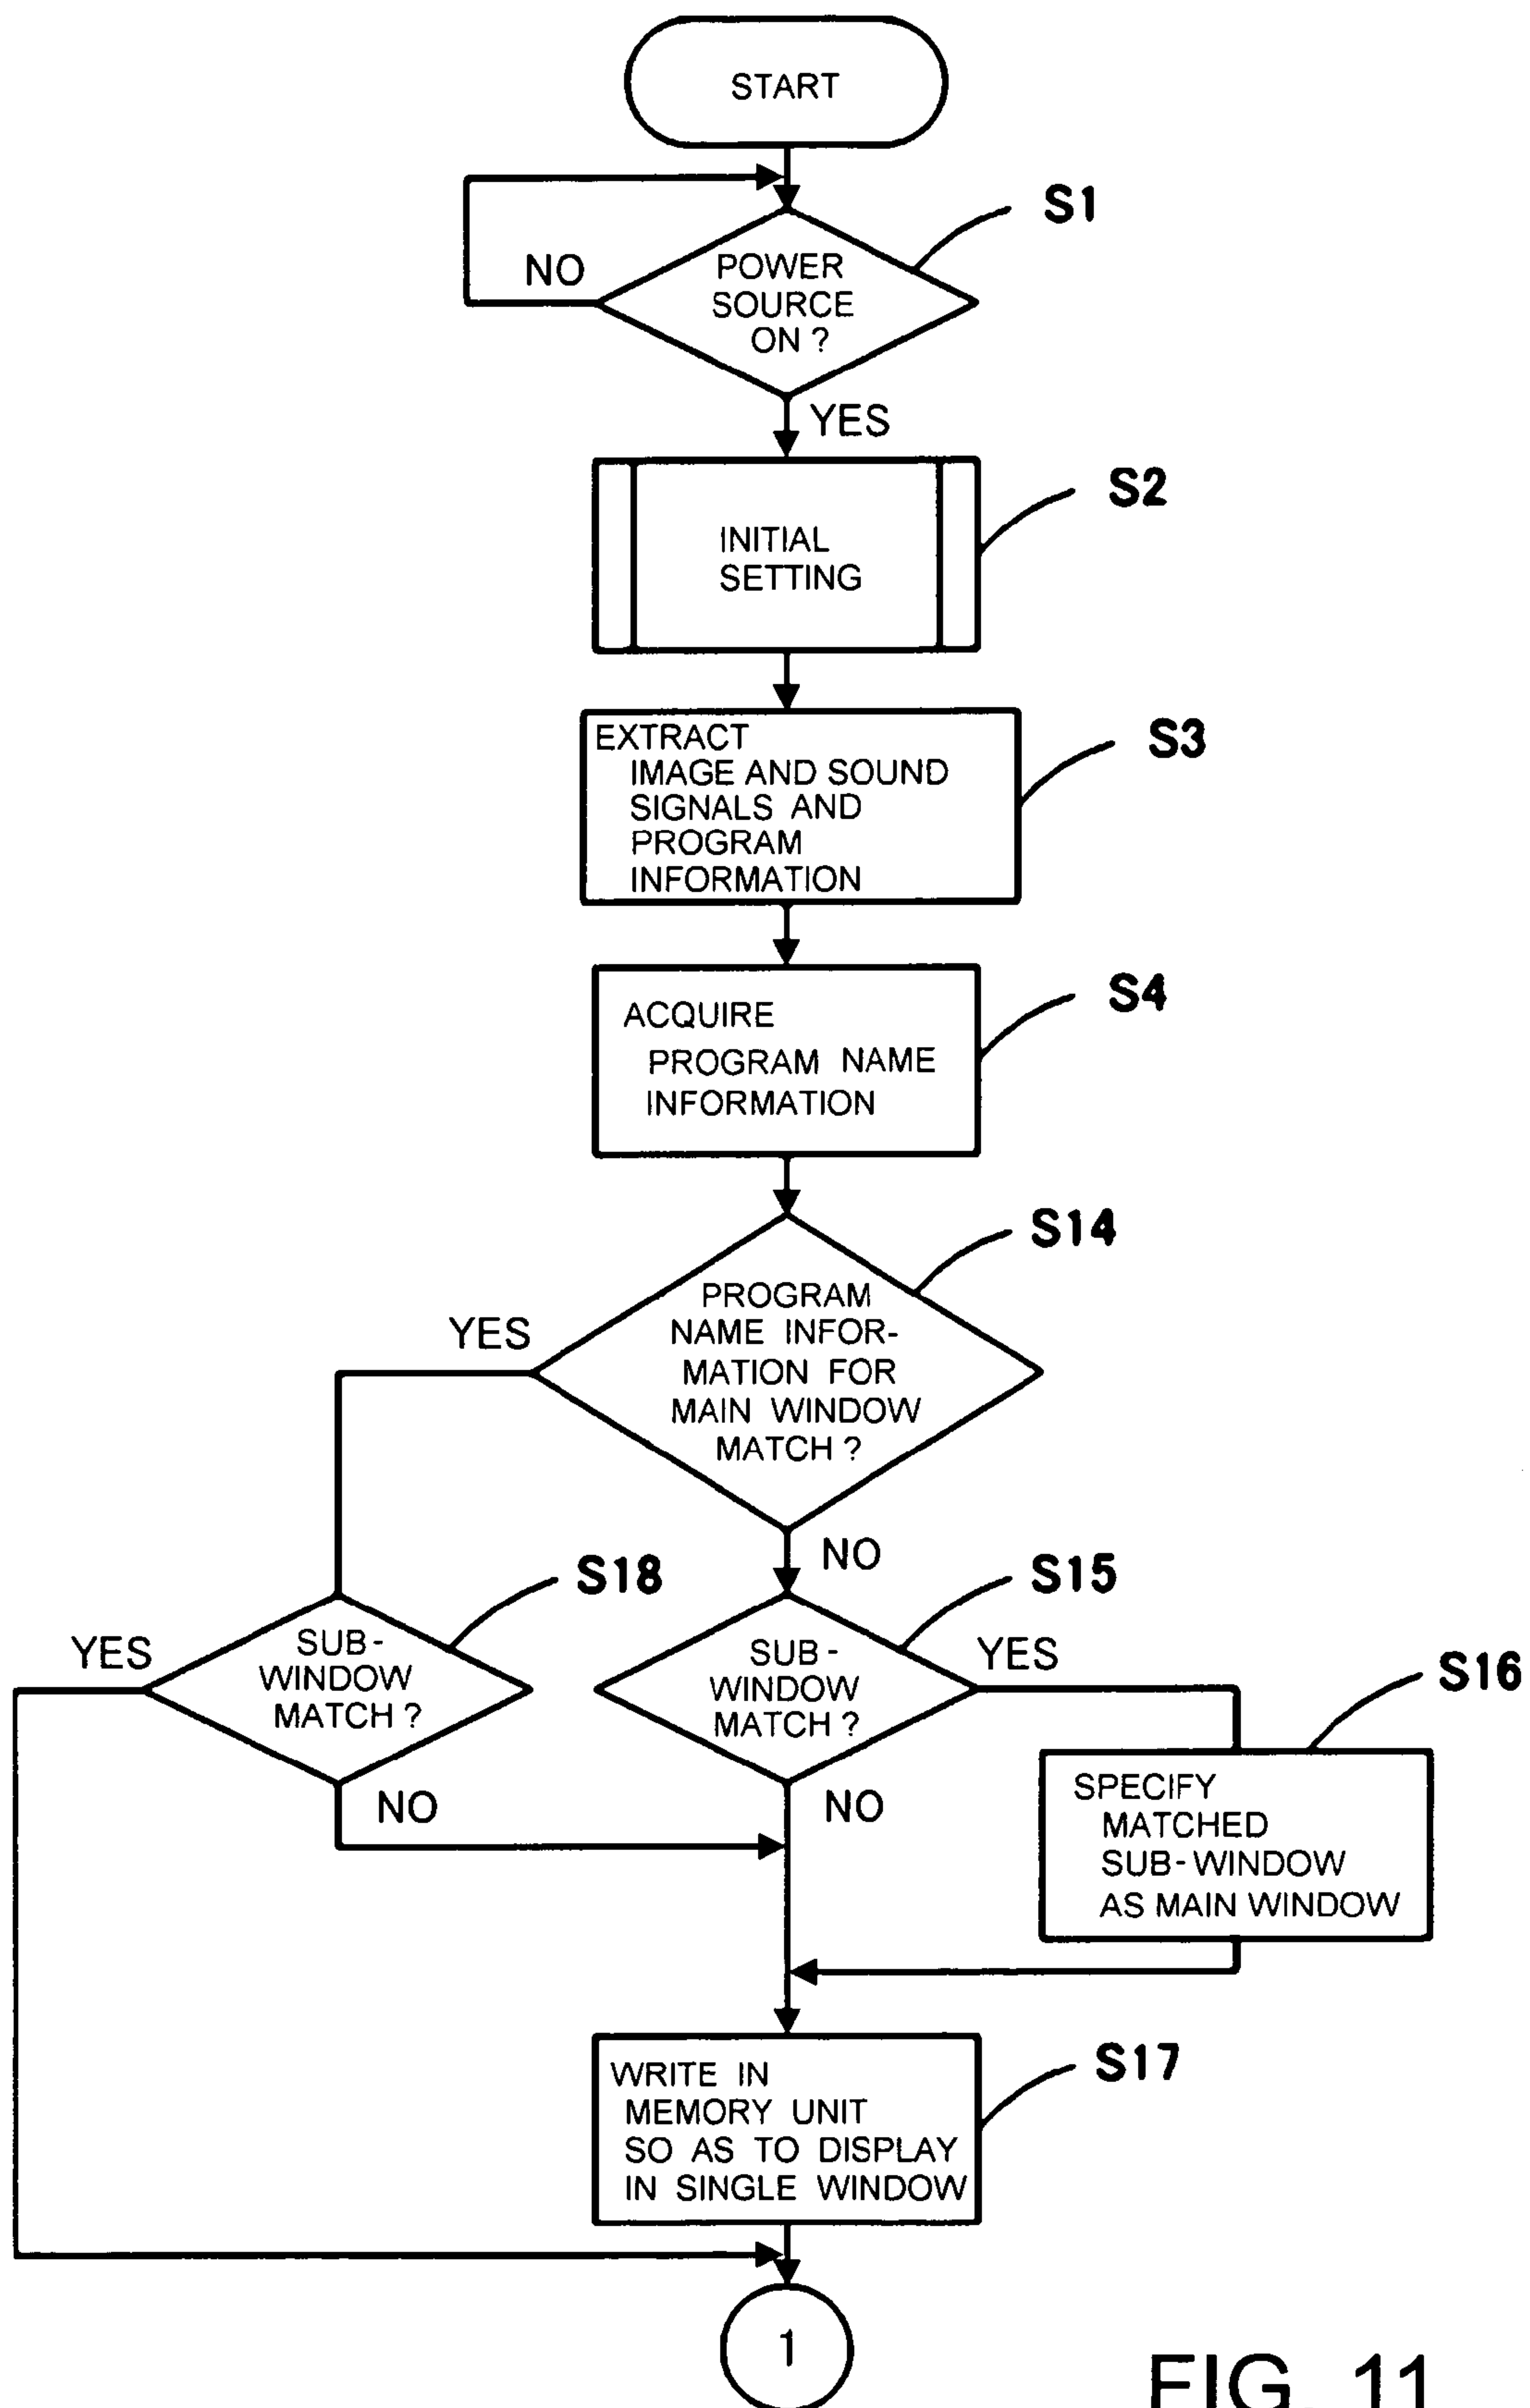 START
S1
NO
POWER
SOURCE
ON ?
YES
S2
INITIAL
SETTING
S3
EXTRACT
IMAGE AND SOUND
SIGNALS AND
PROGRAM
INFORMATION
S4
ACQUIRE
PROGRAM NAME
INFORMATION
S14
PROGRAM
NAME INFOR-
MATION FOR
MAIN WINDOW
MATCH ?
YES
NO
S18
S15
YES
SUB-
WINDOW
MATCH ?
NO
SUB-
WINDOW
MATCH ?
YES
NO
S16
SPECIFY
MATCHED
SUB-WINDOW
AS MAIN WINDOW
S17
WRITE IN
MEMORY UNIT
SO AS TO DISPLAY
IN SINGLE WINDOW
1
FIG. 11